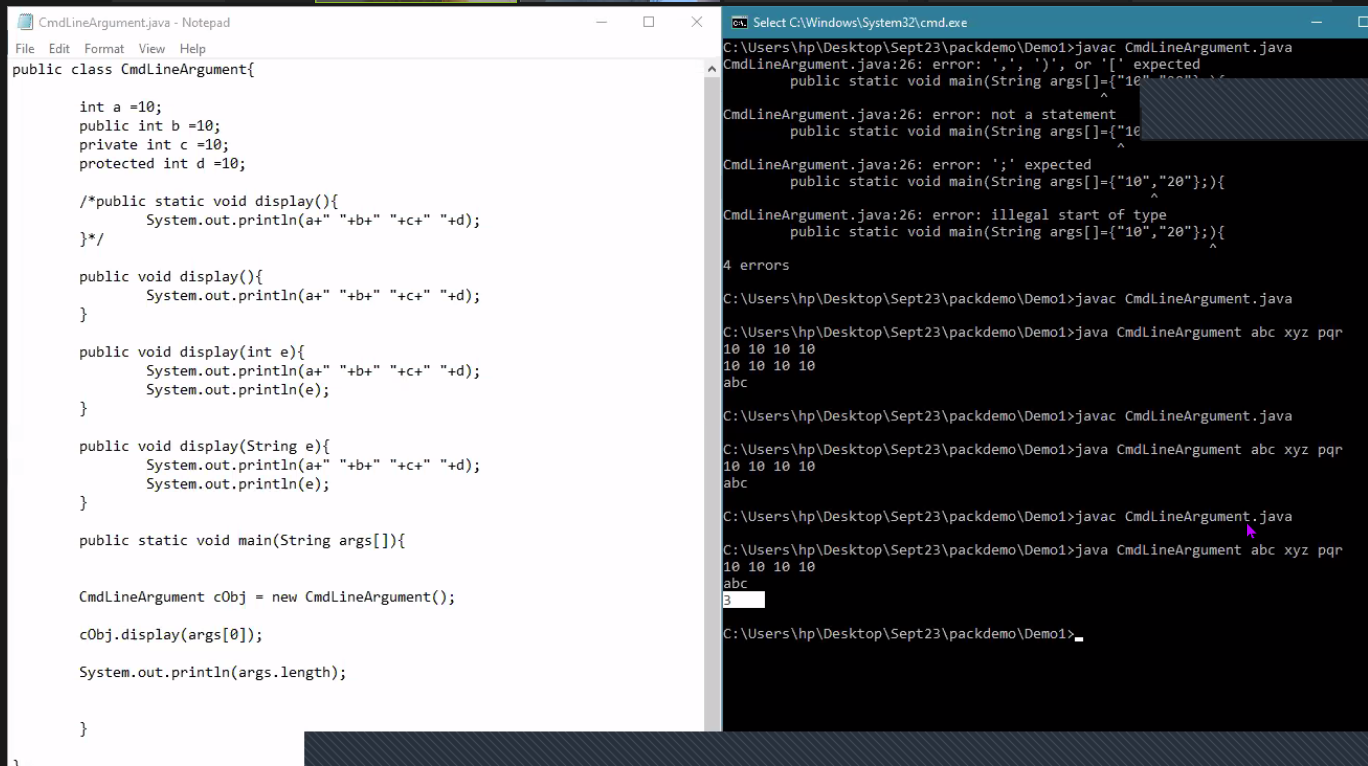 CmdLineArgument.java - Notepad
File Edit Format View Help
public class CmdLineArgument{
int a =10;
public int b =10;
private int c =10;
protected int d =10;
/*public static void display(){
System.out.println(a+" "+b+" "+c+" "+d);
}*/
public void display(){
System.out.println(a+" "+b+" "+c+" "+d);
}
public void display(int e){
System.out.println(a+" "+b+" "+c+" "+d);
System.out.println(e);
}
public void display(String e){
System.out.println(a+" "+b+" "+c+" "+d);
System.out.println(e);
}
public static void main(String args[]){
CmdLineArgument cObj = new CmdLineArgument();
cObj.display(args[0]);
System.out.println(args.length);
}
}
Select C:\Windows\System32\cmd.exe
C:\Users\hp\Desktop\Sept23\packdemo\Demo1>javac CmdLineArgument.java
CmdLineArgument.java:26: error: ',', ')', or '[' expected
public static void main(String args[]={"10","20"};){
^
CmdLineArgument.java:26: error: not a statement
public static void main(String args[]={"10
^
CmdLineArgument.java:26: error: ';' expected
public static void main(String args[]={"10","20"};){
^
CmdLineArgument.java:26: error: illegal start of type
public static void main(String args[]={"10","20"};){
^
4 errors
C:\Users\hp\Desktop\Sept23\packdemo\Demo1>javac CmdLineArgument.java
C:\Users\hp\Desktop\Sept23\packdemo\Demo1>java CmdLineArgument abc xyz pqr
10 10 10 10
10 10 10 10
abc
C:\Users\hp\Desktop\Sept23\packdemo\Demo1>javac CmdLineArgument.java
C:\Users\hp\Desktop\Sept23\packdemo\Demo1>java CmdLineArgument abc xyz pqr
10 10 10 10
abc
C:\Users\hp\Desktop\Sept23\packdemo\Demo1>javac CmdLineArgument.java
C:\Users\hp\Desktop\Sept23\packdemo\Demo1>java CmdLineArgument abc xyz pqr
10 10 10 10
abc
3
C:\Users\hp\Desktop\Sept23\packdemo\Demo1>